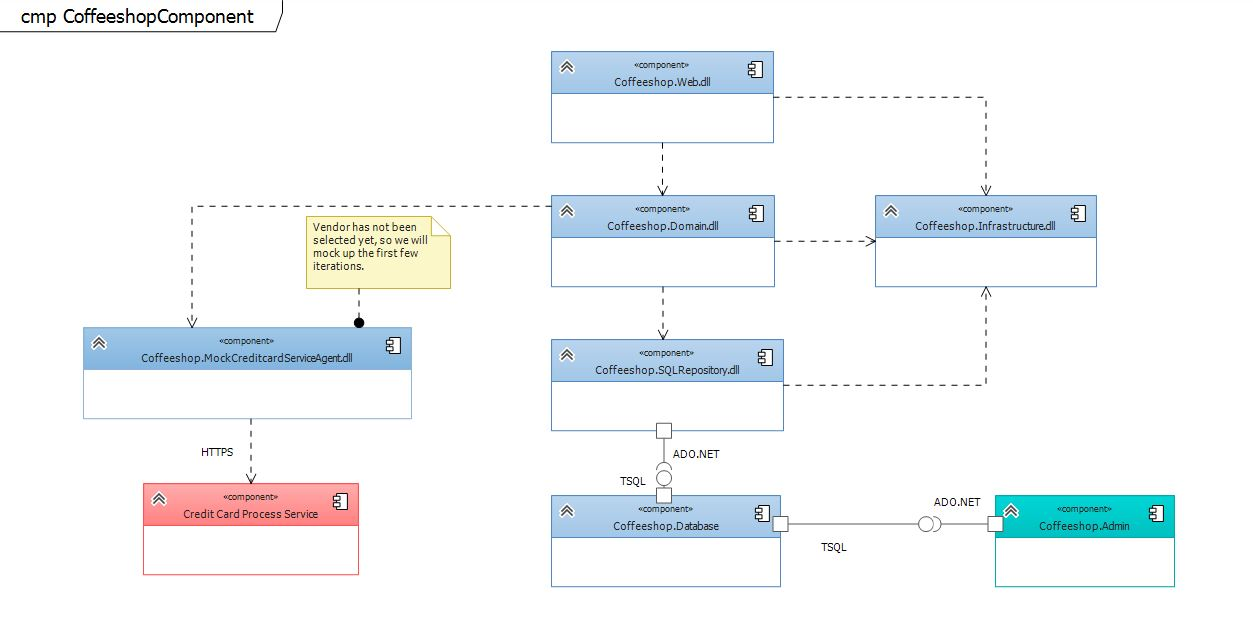 cmp CoffeeshopComponent
«component»
Coffeeshop.Web.dll
«component»
Coffeeshop.Domain.dll
«component»
Coffeeshop.Infrastructure.dll
Vendor has not been
selected yet, so we will
mock up the first few
iterations.
«component»
Coffeeshop.MockCreditcardServiceAgent.dll
«component»
Coffeeshop.SQLRepository.dll
HTTPS
ADO.NET
TSQL
«component»
Credit Card Process Service
«component»
Coffeeshop.Database
TSQL
ADO.NET
«component»
Coffeeshop.Admin